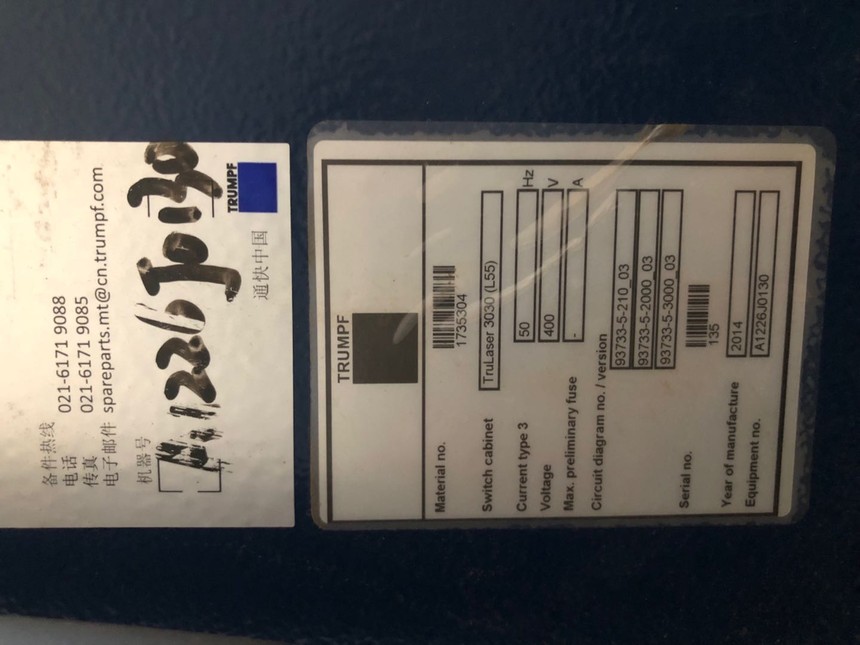 备件热线
电话 021-6171 9088
传真 021-6171 9085
电子邮件 spareparts.mt@cn.trumpf.com
机器号 A1226J0130
通快中国 TRUMPF
TRUMPF
Material no. 1735304
Switch cabinet TruLaser 3030 (L55)
Current type 3 50 Hz
Voltage 400 V
Max. preliminary fuse - A
Circuit diagram no. / version
93733-5-210_03
93733-5-2000_03
93733-5-3000_03
Serial no. 135
Year of manufacture 2014
Equipment no. A1226J0130